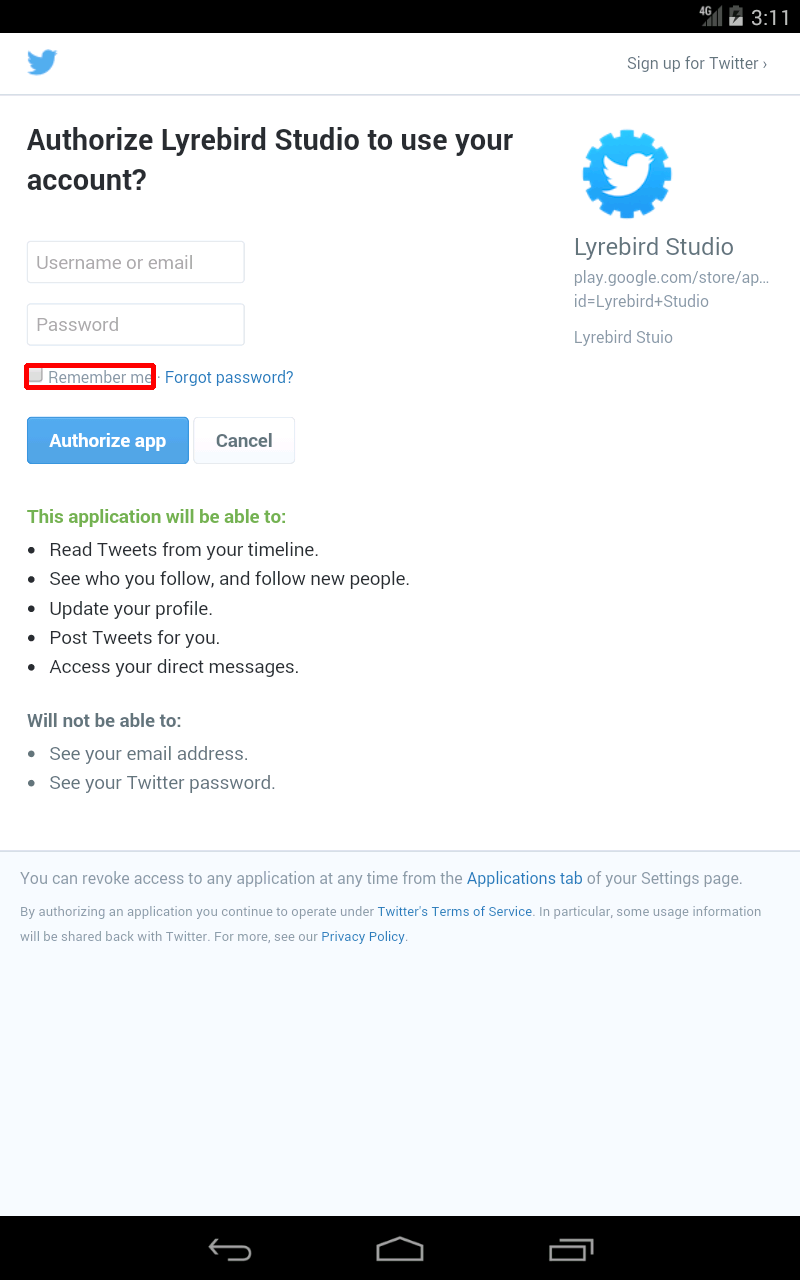 4G 3:11
Sign up for Twitter ›
Authorize Lyrebird Studio to use your
account?
Username or email
Password
Remember me · Forgot password?
Authorize app Cancel
Lyrebird Studio
play.google.com/store/ap…
id=Lyrebird+Studio
Lyrebird Stuio
This application will be able to:
• Read Tweets from your timeline.
• See who you follow, and follow new people.
• Update your profile.
• Post Tweets for you.
• Access your direct messages.
Will not be able to:
• See your email address.
• See your Twitter password.
You can revoke access to any application at any time from the Applications tab of your Settings page.
By authorizing an application you continue to operate under Twitter's Terms of Service. In particular, some usage information
will be shared back with Twitter. For more, see our Privacy Policy.